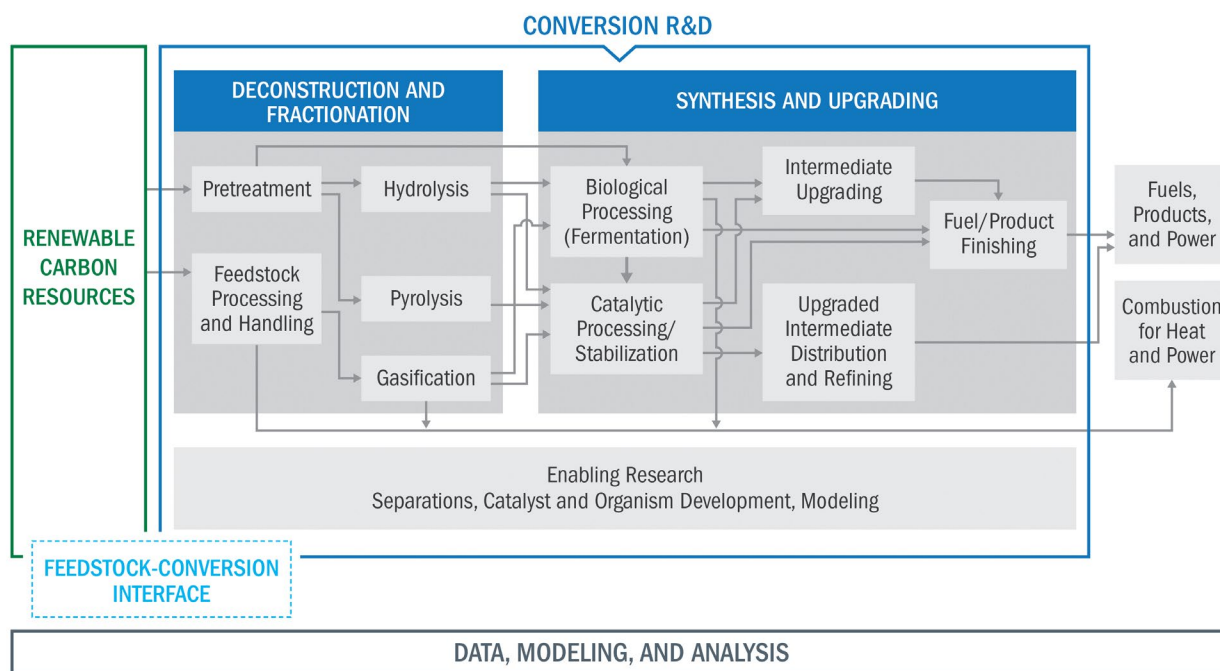 CONVERSION R&D
RENEWABLE
CARBON
RESOURCES
DECONSTRUCTION AND
FRACTIONATION
Pretreatment
Hydrolysis
Feedstock
Processing
and Handling
Pyrolysis
Gasification
SYNTHESIS AND UPGRADING
Biological
Processing
(Fermentation)
Intermediate
Upgrading
Fuel/Product
Finishing
Catalytic
Processing/
Stabilization
Upgraded
Intermediate
Distribution
and Refining
Fuels,
Products,
and Power
Combustion
for Heat
and Power
Enabling Research
Separations, Catalyst and Organism Development, Modeling
FEEDSTOCK-CONVERSION
INTERFACE
DATA, MODELING, AND ANALYSIS